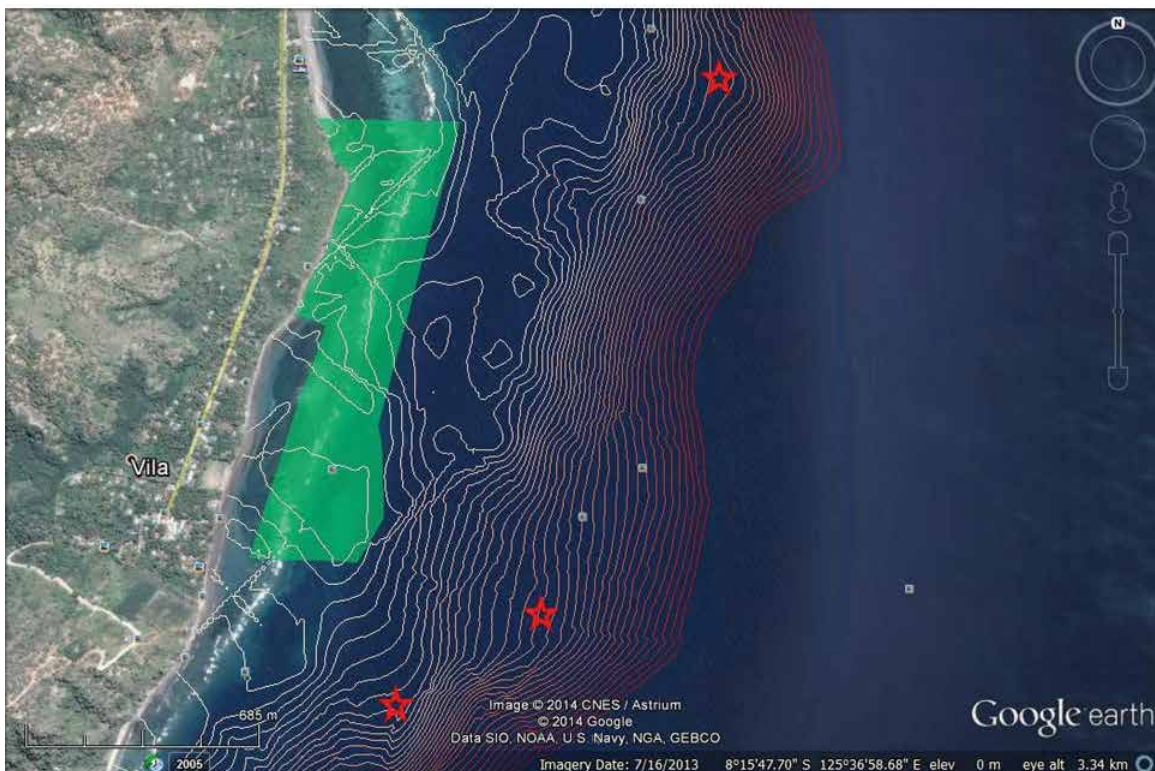 N
Vila
685 m
Image © 2014 CNES / Astrium
© 2014 Google
Data SIO, NOAA, U.S. Navy, NGA, GEBCO
Google earth
2005
Imagery Date: 7/16/2013 8°15'47.70" S 125°36'58.68" E elev 0 m eye alt 3.34 km